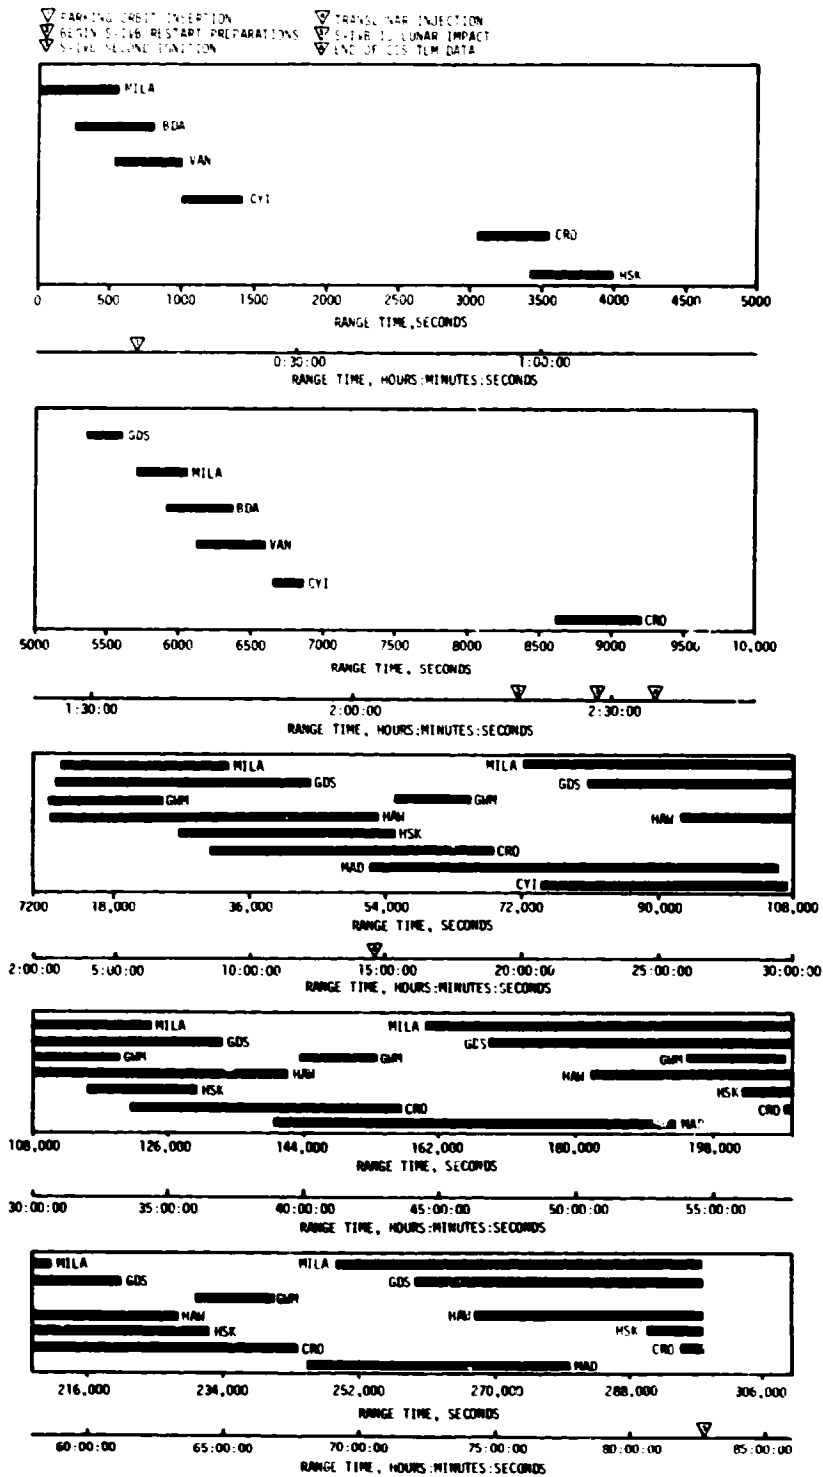 PARKING ORBIT INSERTION
BEGIN S-IVB RESTART PREPARATIONS
S-IVB SECOND IGNITION
TRANSLUNAR INJECTION
S-IVB IU LUNAR IMPACT
END OF CCS TLM DATA
MILA
BDA
VAN
CYI
CRO
HSK
0 500 1000 1500 2000 2500 3000 3500 4000 4500 5000
RANGE TIME, SECONDS
0:30:00 1:00:00
RANGE TIME, HOURS:MINUTES:SECONDS
GDS
MILA
BDA
VAN
CYI
CRO
5000 5500 6000 6500 7000 7500 8000 8500 9000 9500 10,000
RANGE TIME, SECONDS
1:30:00 2:00:00 2:30:00
RANGE TIME, HOURS:MINUTES:SECONDS
MILA MILA
GDS GDS
GWM GWM
HAW HAW
HSK
CRO
MAD
CYI
7200 18,000 36,000 54,000 72,000 90,000 108,000
RANGE TIME, SECONDS
2:00:00 5:00:00 10:00:00 15:00:00 20:00:00 25:00:00 30:00:00
RANGE TIME, HOURS:MINUTES:SECONDS
MILA MILA
GDS GDS
GWM GWM GWM
HAW HAW
HSK HSK
CRO CRO
MAD
108,000 126,000 144,000 162,000 180,000 198,000
RANGE TIME, SECONDS
30:00:00 35:00:00 40:00:00 45:00:00 50:00:00 55:00:00
RANGE TIME, HOURS:MINUTES:SECONDS
MILA MILA
GDS GDS
GWM
HAW HAW
HSK HSK
CRO CRO
MAD
216,000 234,000 252,000 270,000 288,000 306,000
RANGE TIME, SECONDS
60:00:00 65:00:00 70:00:00 75:00:00 80:00:00 85:00:00
RANGE TIME, HOURS:MINUTES:SECONDS